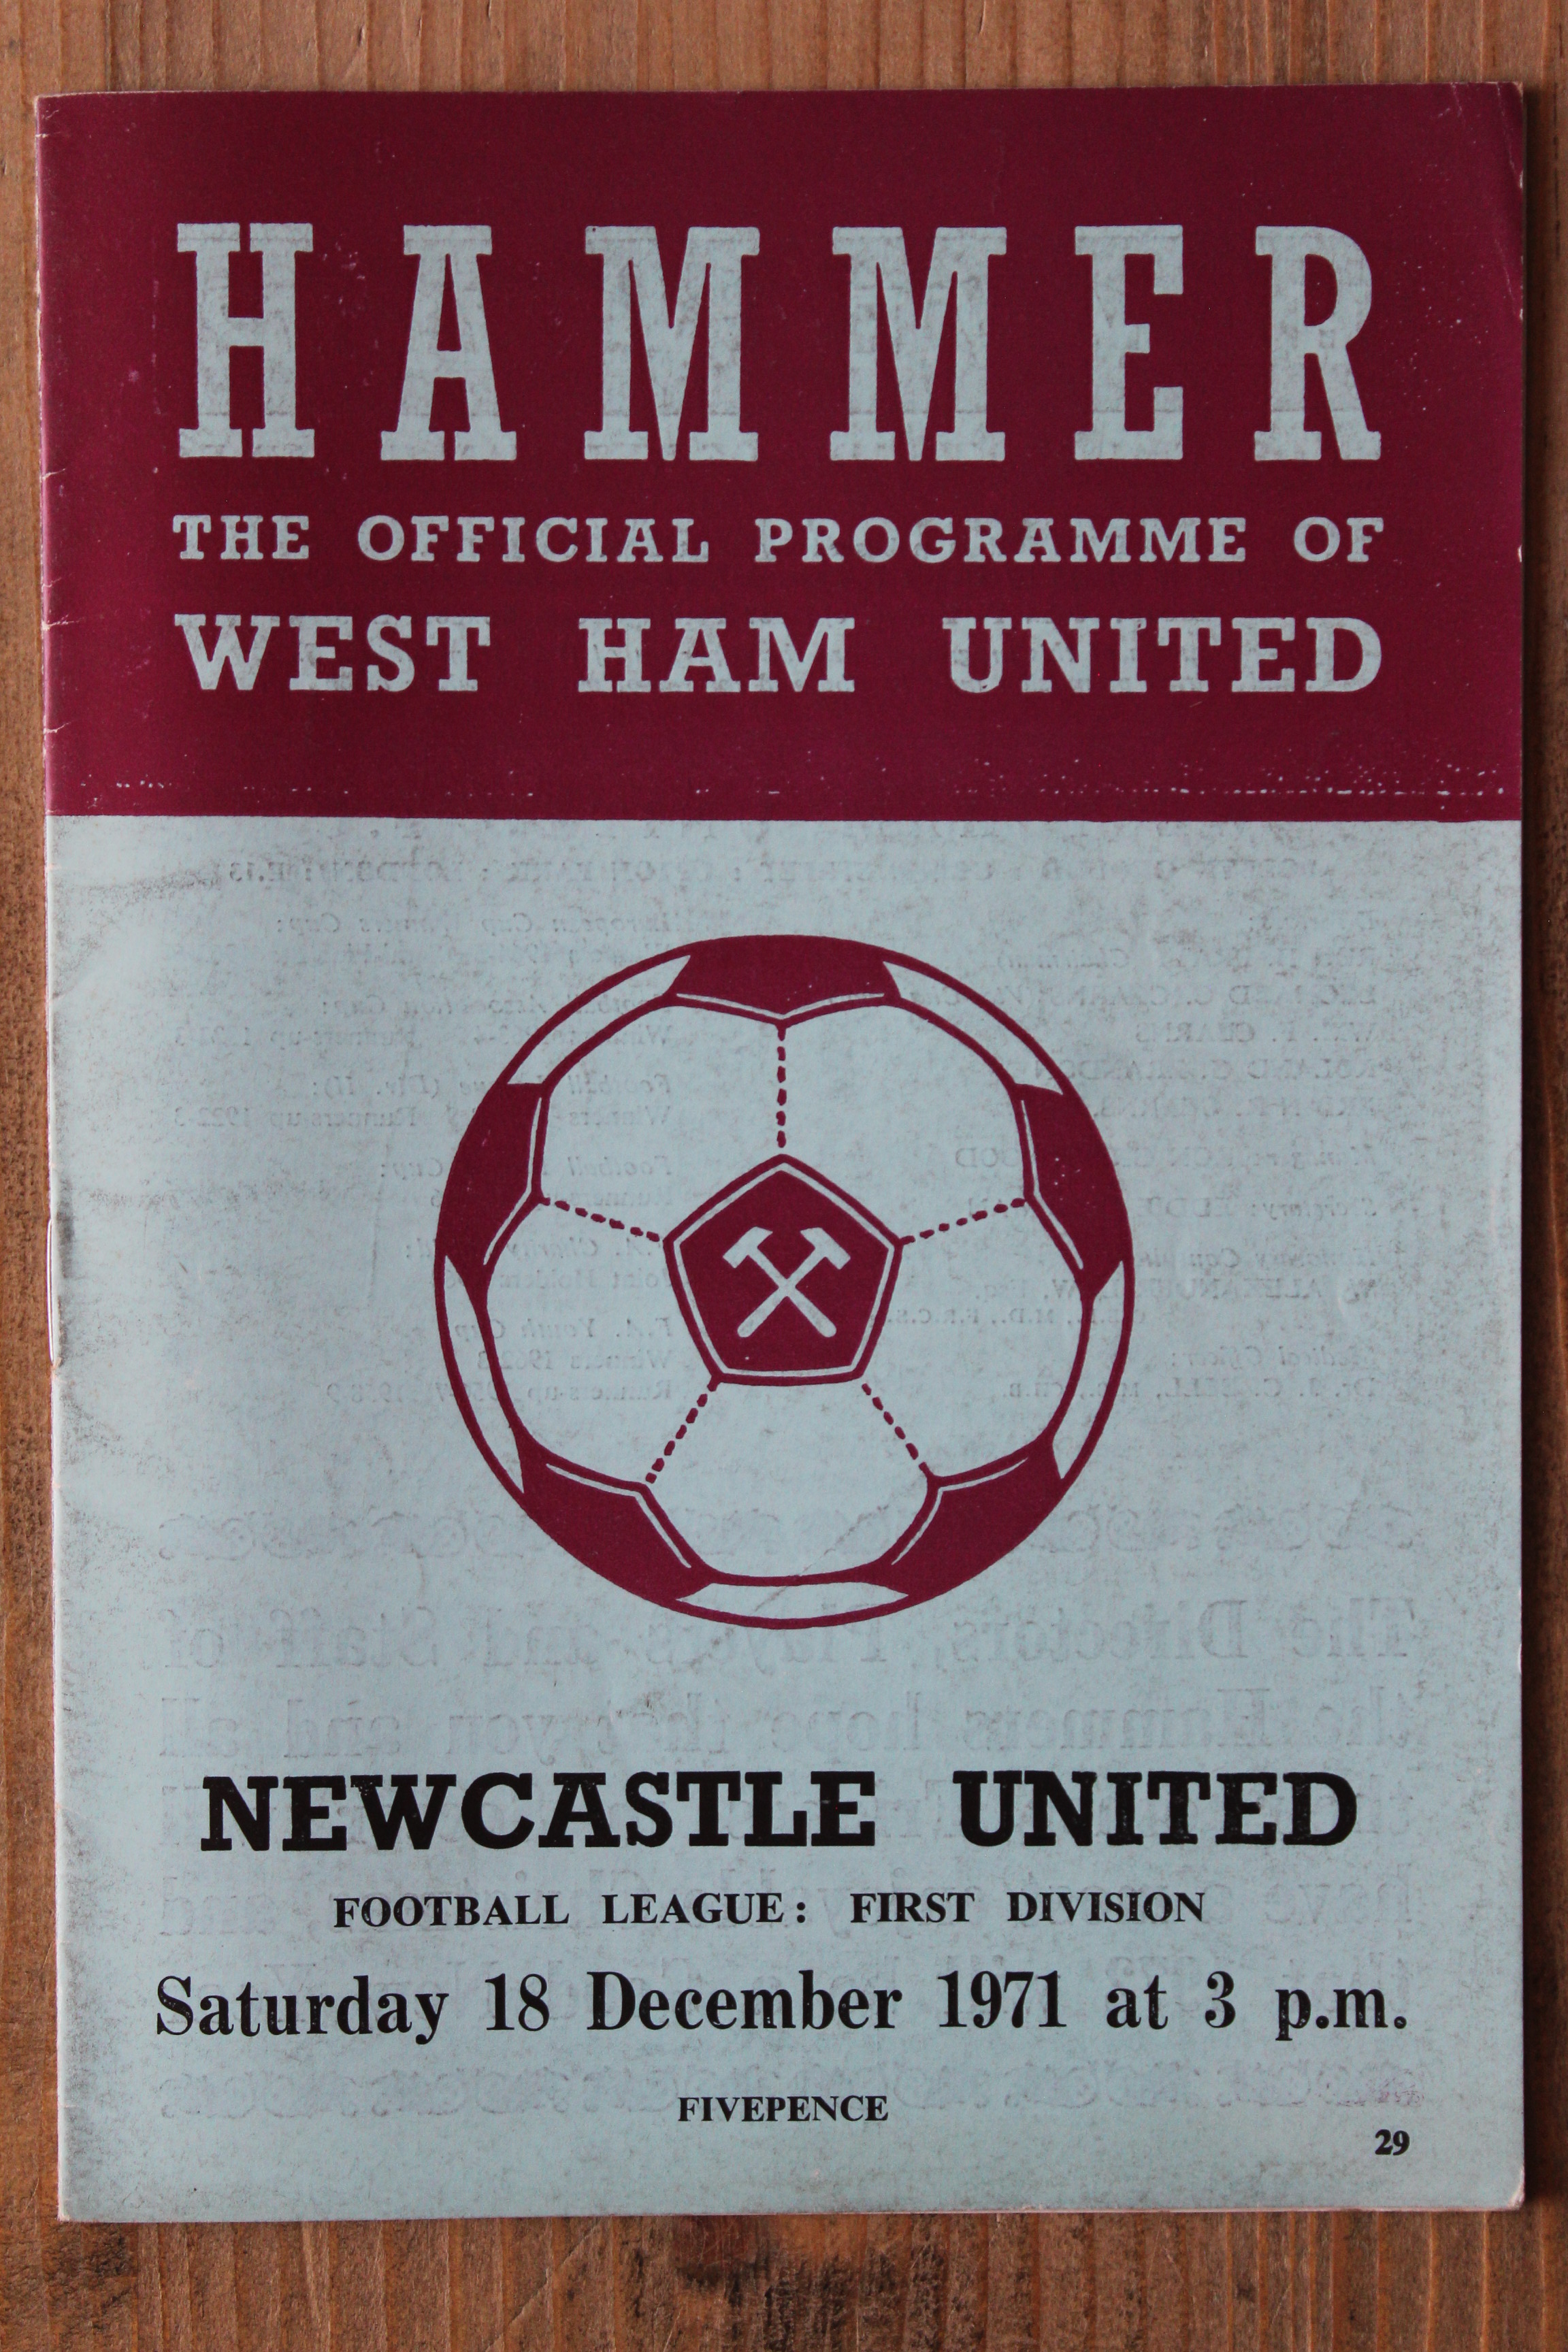 HAMMER
THE OFFICIAL PROGRAMME OF
WEST HAM UNITED
NEWCASTLE UNITED
FOOTBALL LEAGUE: FIRST DIVISION
Saturday 18 December 1971 at 3 p.m.
FIVEPENCE
29